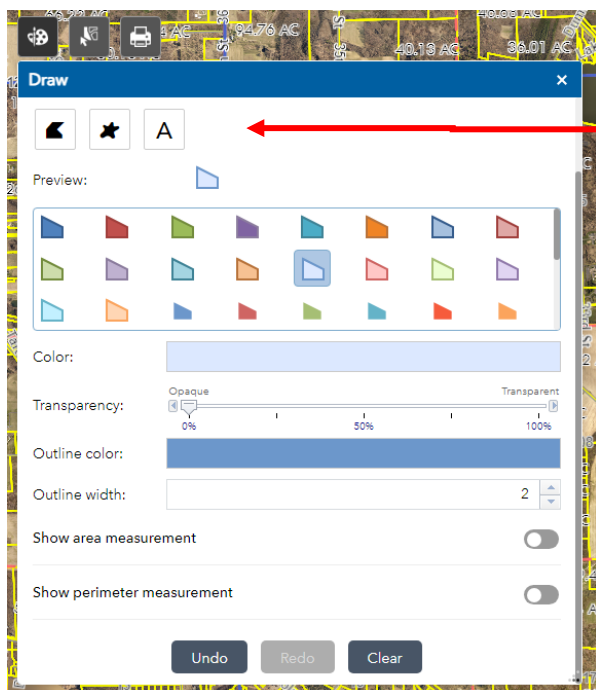 94.76 AC
40.13 AC
36.01 AC
Draw
×
A
Preview:
Color:
Transparency:
Opaque
Transparent
0%
50%
100%
Outline color:
Outline width:
2
Show area measurement
Show perimeter measurement
Undo
Redo
Clear